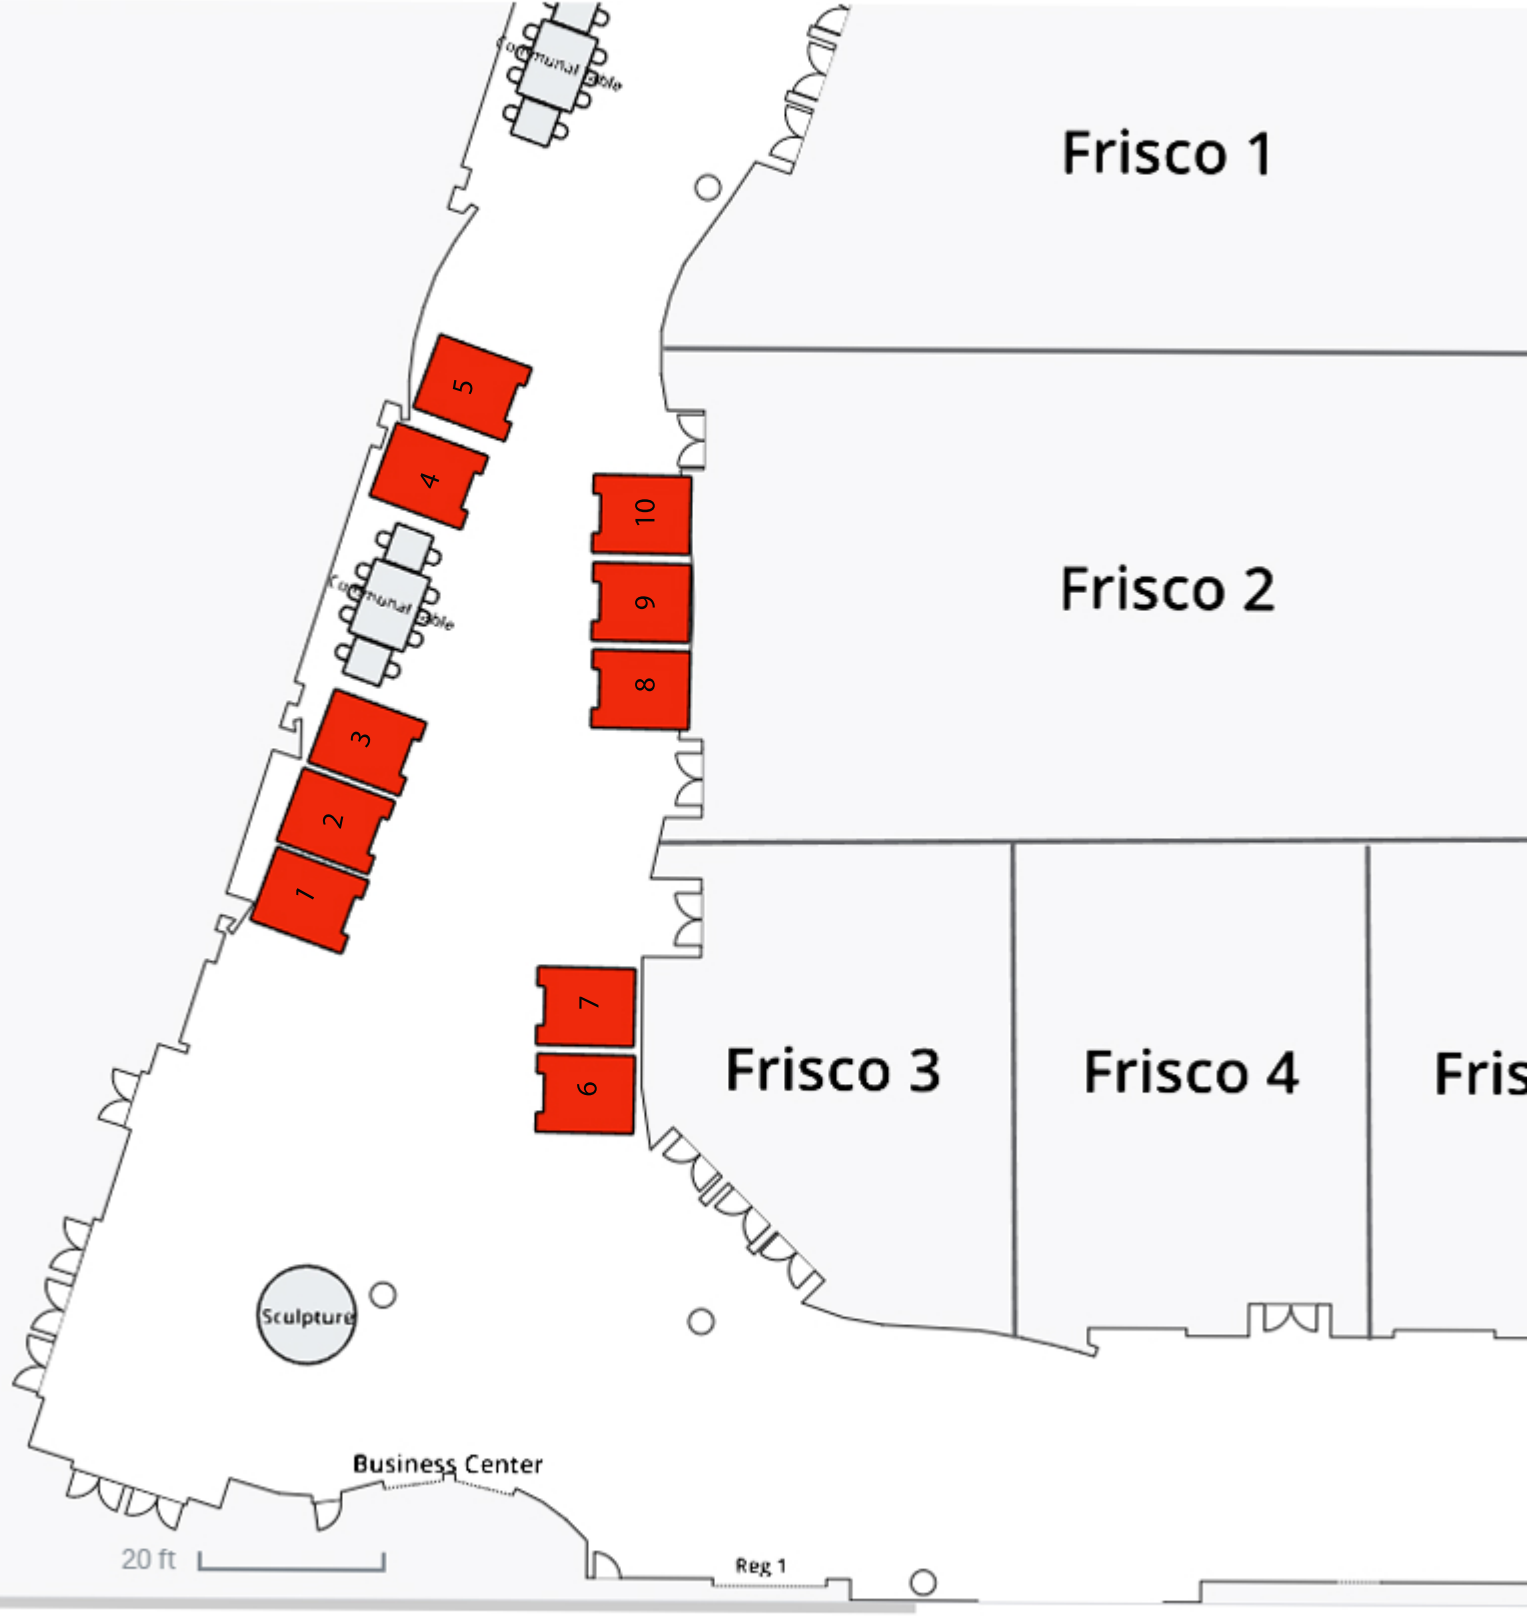 Communal Table
Frisco 1
5
4
10
Frisco 2
Communal Table
9
8
3
2
1
7
6
Frisco 3
Frisco 4
Fris
Sculpture
Business Center
20 ft
Reg 1